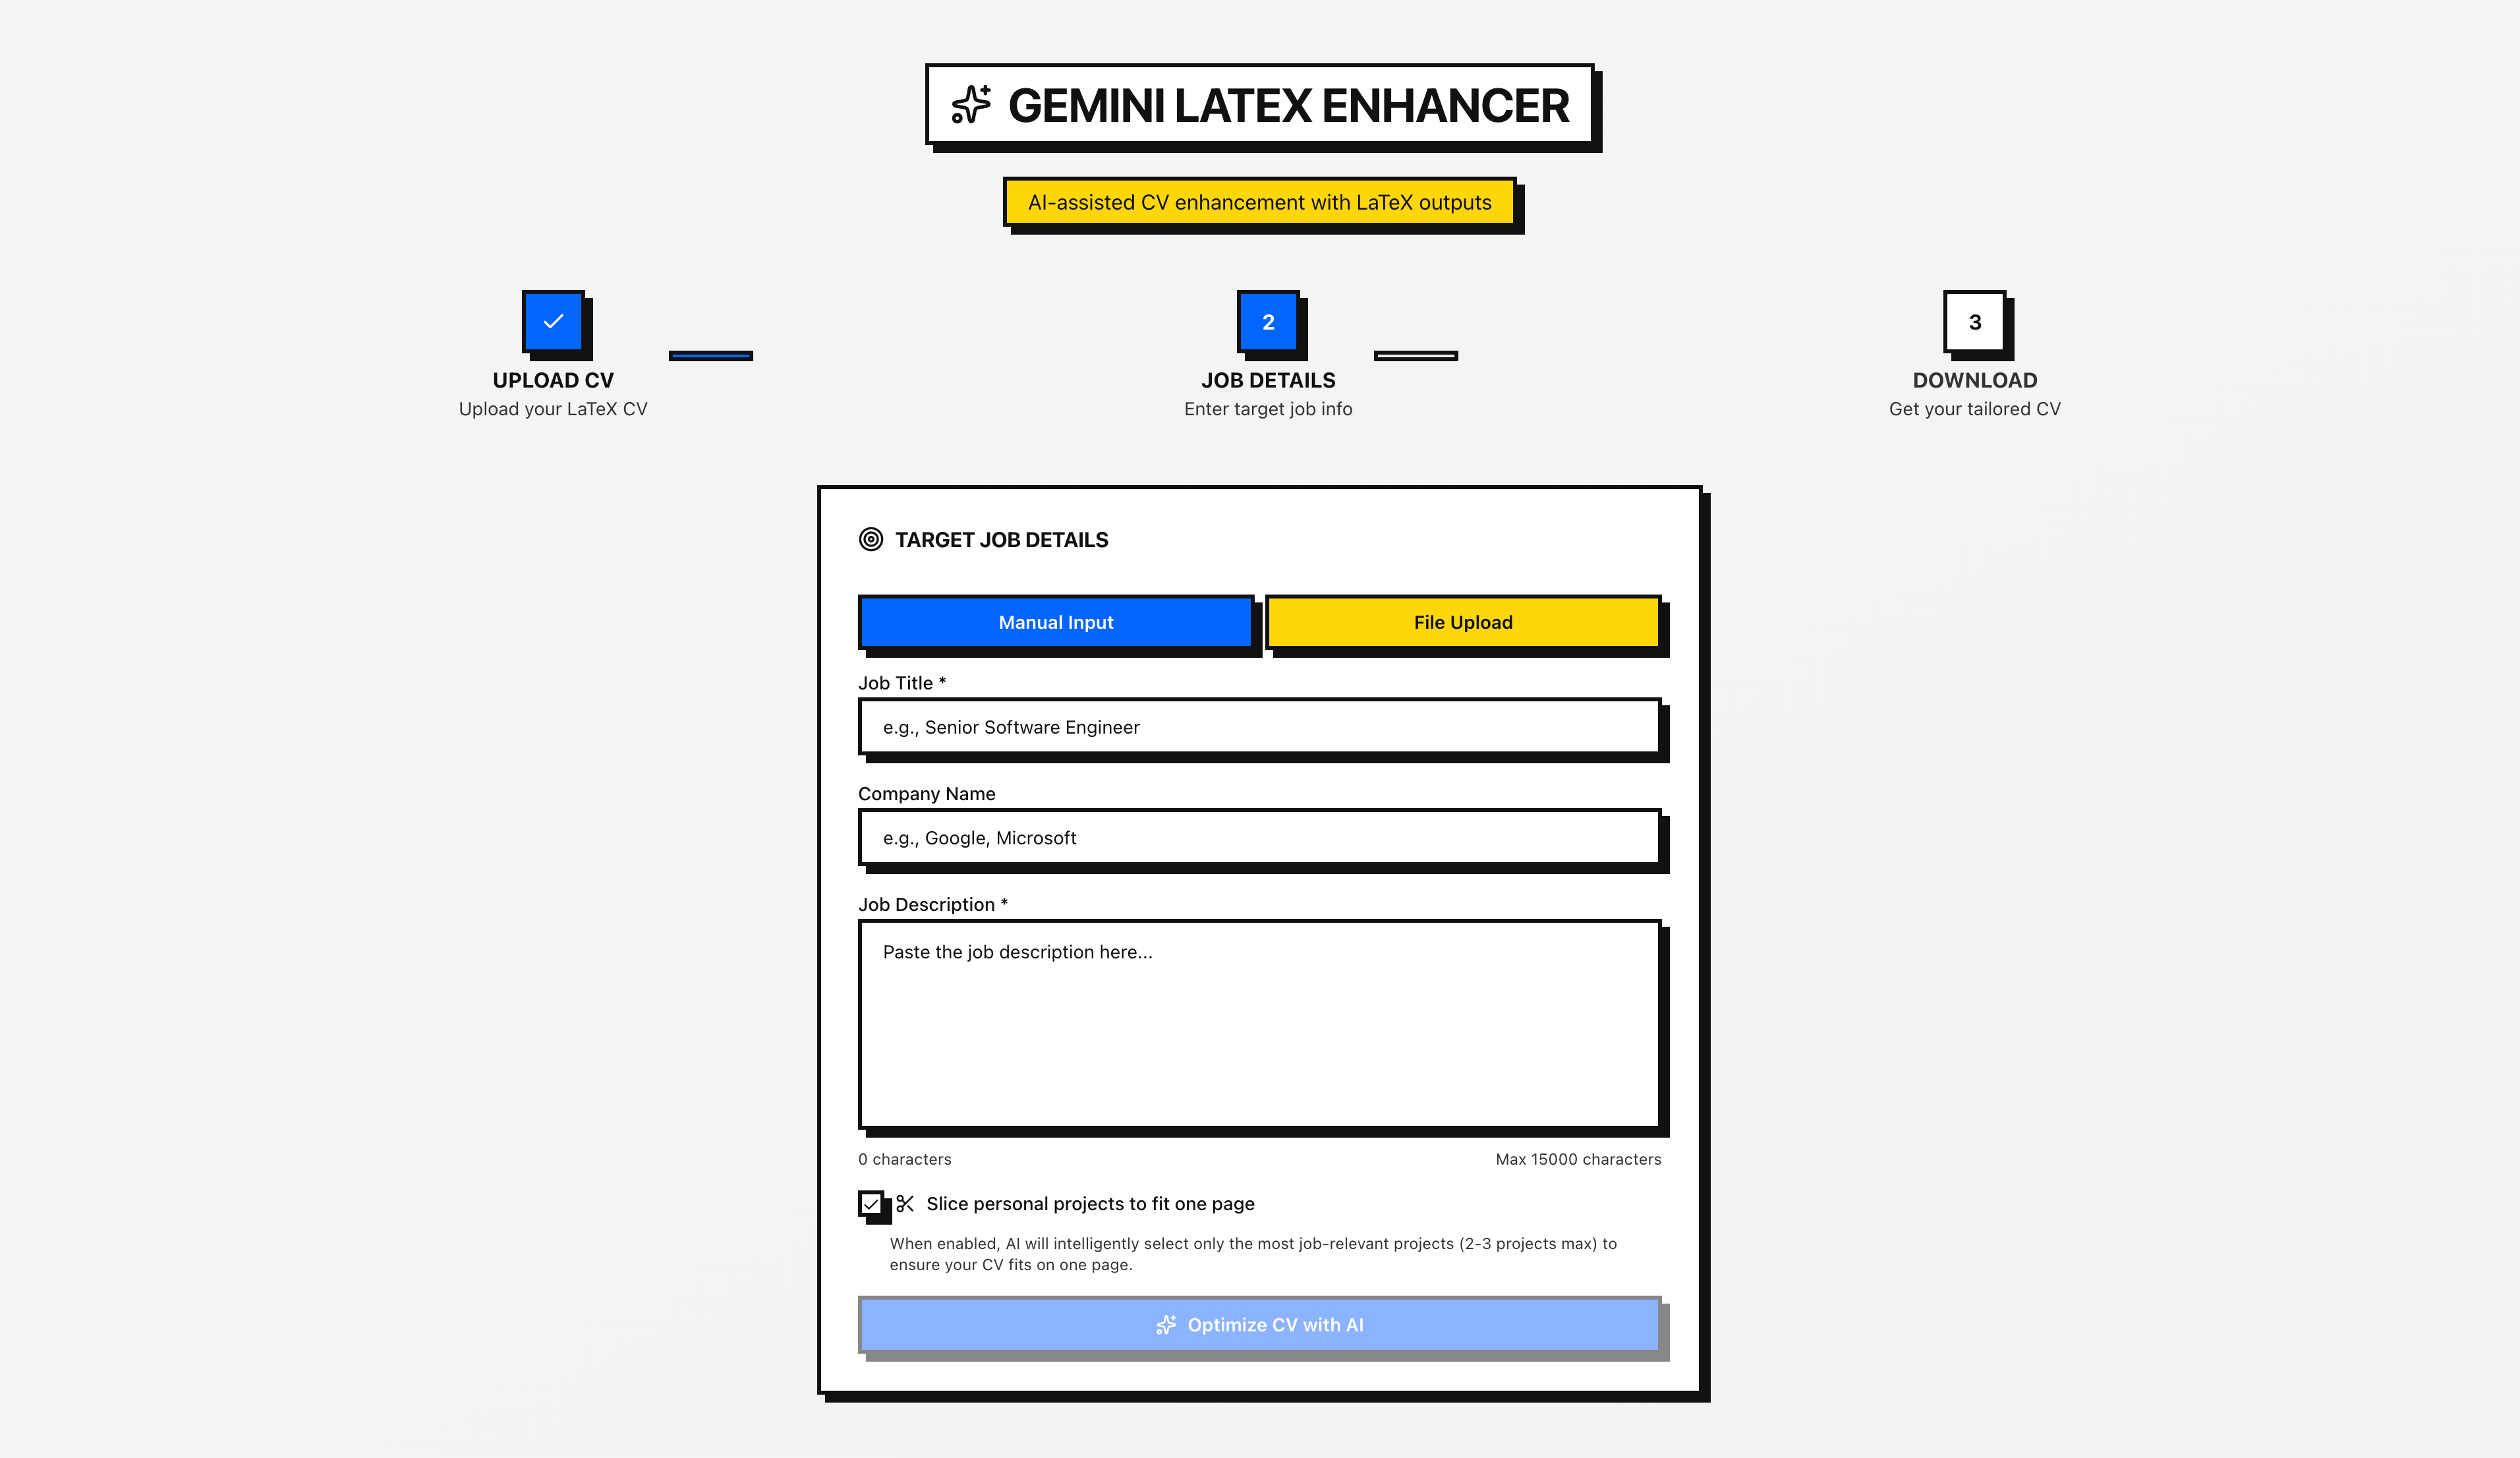 GEMINI LATEX ENHANCER
AI-assisted CV enhancement with LaTeX outputs
UPLOAD CV
Upload your LaTeX CV
2
JOB DETAILS
Enter target job info
3
DOWNLOAD
Get your tailored CV
TARGET JOB DETAILS
Manual Input
File Upload
Job Title *
e.g., Senior Software Engineer
Company Name
e.g., Google, Microsoft
Job Description *
Paste the job description here...
0 characters
Max 15000 characters
Slice personal projects to fit one page
When enabled, AI will intelligently select only the most job-relevant projects (2-3 projects max) to
ensure your CV fits on one page.
Optimize CV with AI